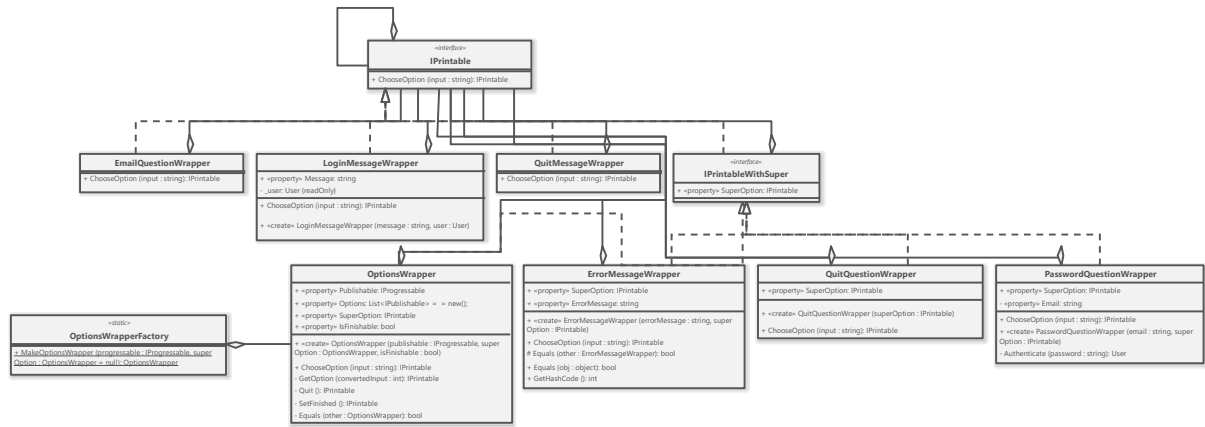 «interface»
IPrintable
+ ChooseOption (input : string): IPrintable
EmailQuestionWrapper
+ ChooseOption (input : string): IPrintable
LoginMessageWrapper
+ «property» Message: string
- _user: User (readOnly)
+ ChooseOption (input : string): IPrintable
+ «create» LoginMessageWrapper (message : string, user : User)
QuitMessageWrapper
+ ChooseOption (input : string): IPrintable
«interface»
IPrintableWithSuper
+ «property» SuperOption: IPrintable
OptionsWrapper
+ «property» Publishable: IProgressable
+ «property» Options: List<IPublishable> = = new();
+ «property» SuperOption: IPrintable
+ «property» IsFinishable: bool
+ «create» OptionsWrapper (publishable : IProgressable, super
Option : OptionsWrapper, isFinishable : bool)
+ ChooseOption (input : string): IPrintable
- GetOption (convertedInput : int): IPrintable
- Quit (): IPrintable
- SetFinished (): IPrintable
- Equals (other : OptionsWrapper): bool
ErrorMessageWrapper
+ «property» SuperOption: IPrintable
+ «property» ErrorMessage: string
+ «create» ErrorMessageWrapper (errorMessage : string, super
Option : IPrintable)
+ ChooseOption (input : string): IPrintable
# Equals (other : ErrorMessageWrapper): bool
+ Equals (obj : object): bool
+ GetHashCode (): int
QuitQuestionWrapper
+ «property» SuperOption: IPrintable
+ «create» QuitQuestionWrapper (superOption : IPrintable)
+ ChooseOption (input : string): IPrintable
PasswordQuestionWrapper
+ «property» SuperOption: IPrintable
- «property» Email: string
+ ChooseOption (input : string): IPrintable
+ «create» PasswordQuestionWrapper (email : string, super
Option : IPrintable)
- Authenticate (password : string): User
«static»
OptionsWrapperFactory
+ MakeOptionsWrapper (progressable : IProgressable, super
Option : OptionsWrapper = null): OptionsWrapper